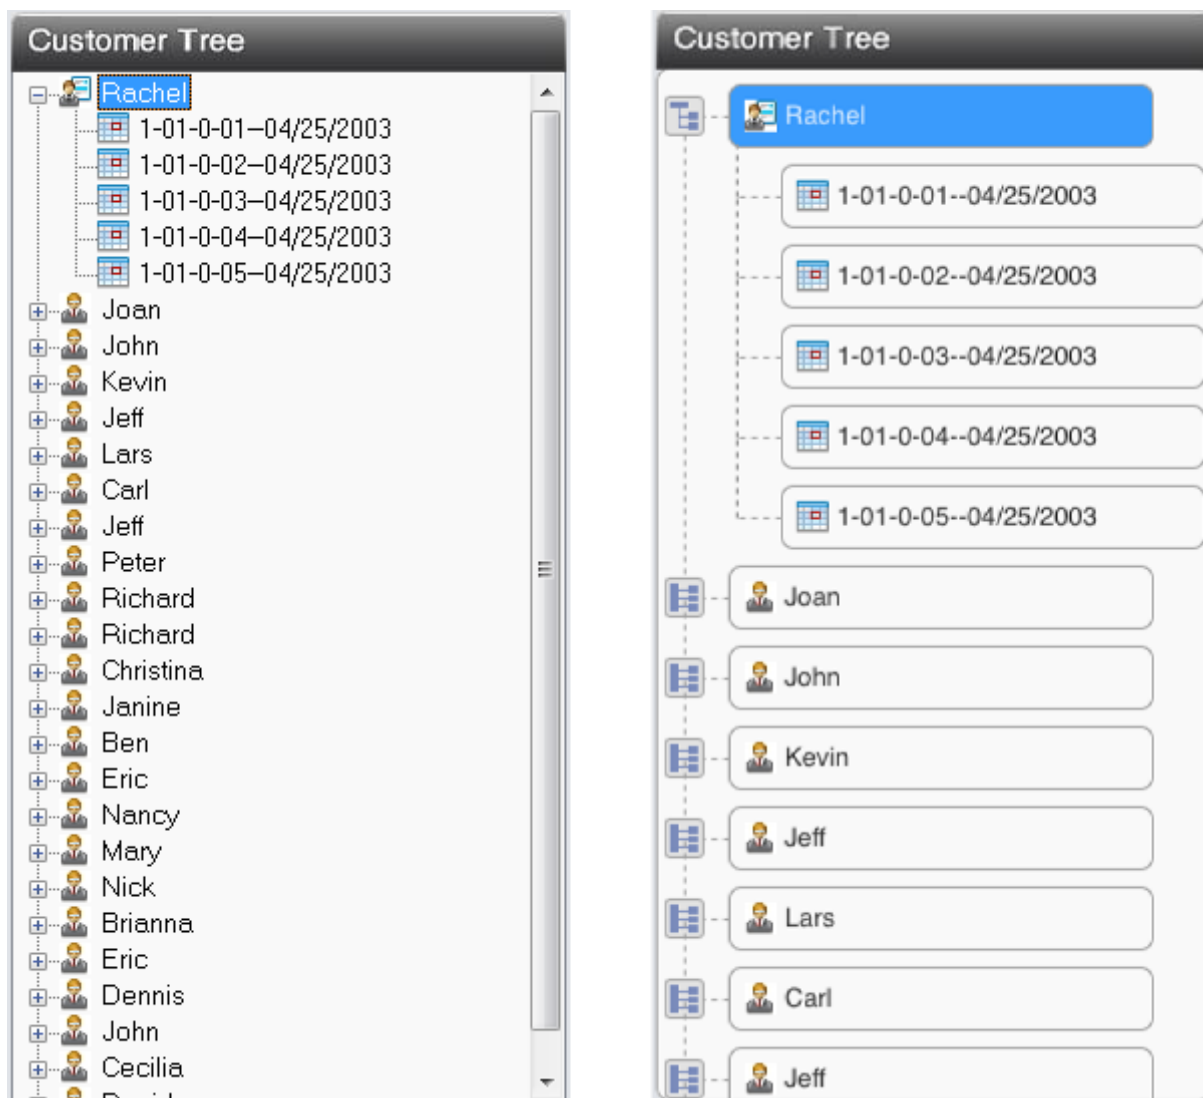 Customer Tree
Rachel
1-01-0-01--04/25/2003
1-01-0-02--04/25/2003
1-01-0-03--04/25/2003
1-01-0-04--04/25/2003
1-01-0-05--04/25/2003
Joan
John
Kevin
Jeff
Lars
Carl
Jeff
Peter
Richard
Richard
Christina
Janine
Ben
Eric
Nancy
Mary
Nick
Brianna
Eric
Dennis
John
Cecilia
Customer Tree
Rachel
1-01-0-01--04/25/2003
1-01-0-02--04/25/2003
1-01-0-03--04/25/2003
1-01-0-04--04/25/2003
1-01-0-05--04/25/2003
Joan
John
Kevin
Jeff
Lars
Carl
Jeff